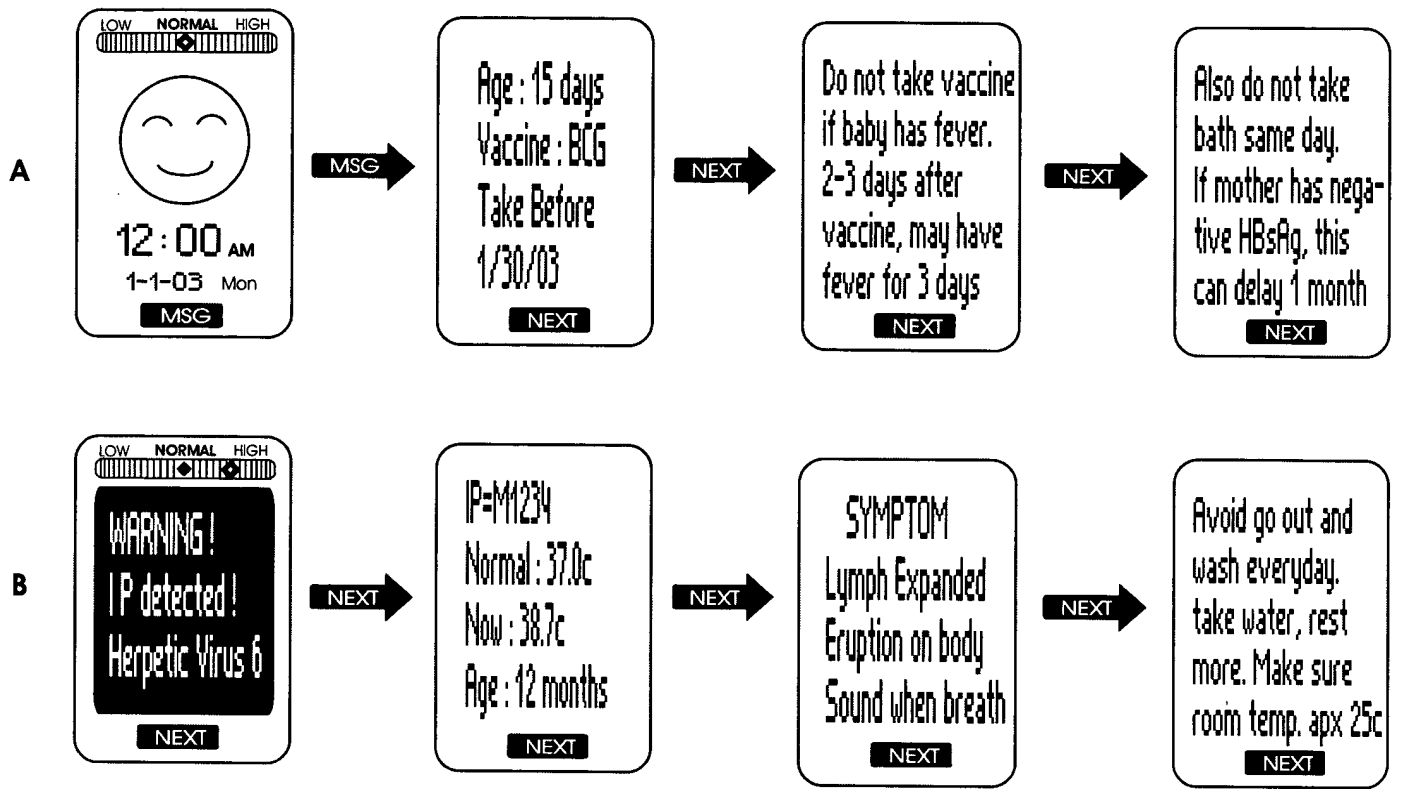 A
LOW NORMAL HIGH
12:00 AM
1-1-03 Mon
MSG
MSG
Age : 15 days
Vaccine : BCG
Take Before
1/30/03
NEXT
NEXT
Do not take vaccine
if baby has fever.
2-3 days after
vaccine, may have
fever for 3 days
NEXT
NEXT
Also do not take
bath same day.
If mother has nega-
tive HBsAg, this
can delay 1 month
NEXT
B
LOW NORMAL HIGH
WARNING !
I P detected !
Herpetic Virus 6
NEXT
NEXT
IP=M1234
Normal : 37.0c
Now : 38.7c
Age : 12 months
NEXT
NEXT
SYMPTOM
Lymph Expanded
Eruption on body
Sound when breath
NEXT
NEXT
Avoid go out and
wash everyday.
take water, rest
more. Make sure
room temp. apx 25c
NEXT